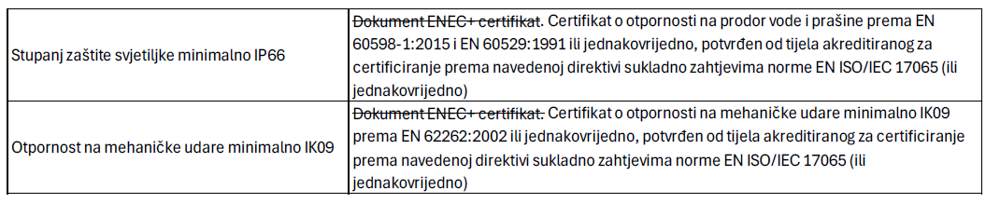 Stupanj zaštite svjetiljke minimalno IP66
Dokument ENEC+ certifikat. Certifikat o otpornosti na prodor vode i prašine prema EN
60598-1:2015 i EN 60529:1991 ili jednakovrijedno, potvrđen od tijela akreditiranog za
certificiranje prema navedenoj direktivi sukladno zahtjevima norme EN ISO/IEC 17065 (ili
jednakovrijedno)
Otpornost na mehaničke udare minimalno IK09
Dokument ENEC+ certifikat. Certifikat o otpornosti na mehaničke udare minimalno IK09
prema EN 62262:2002 ili jednakovrijedno, potvrđen od tijela akreditiranog za certificiranje
prema navedenoj direktivi sukladno zahtjevima norme EN ISO/IEC 17065 (ili
jednakovrijedno)